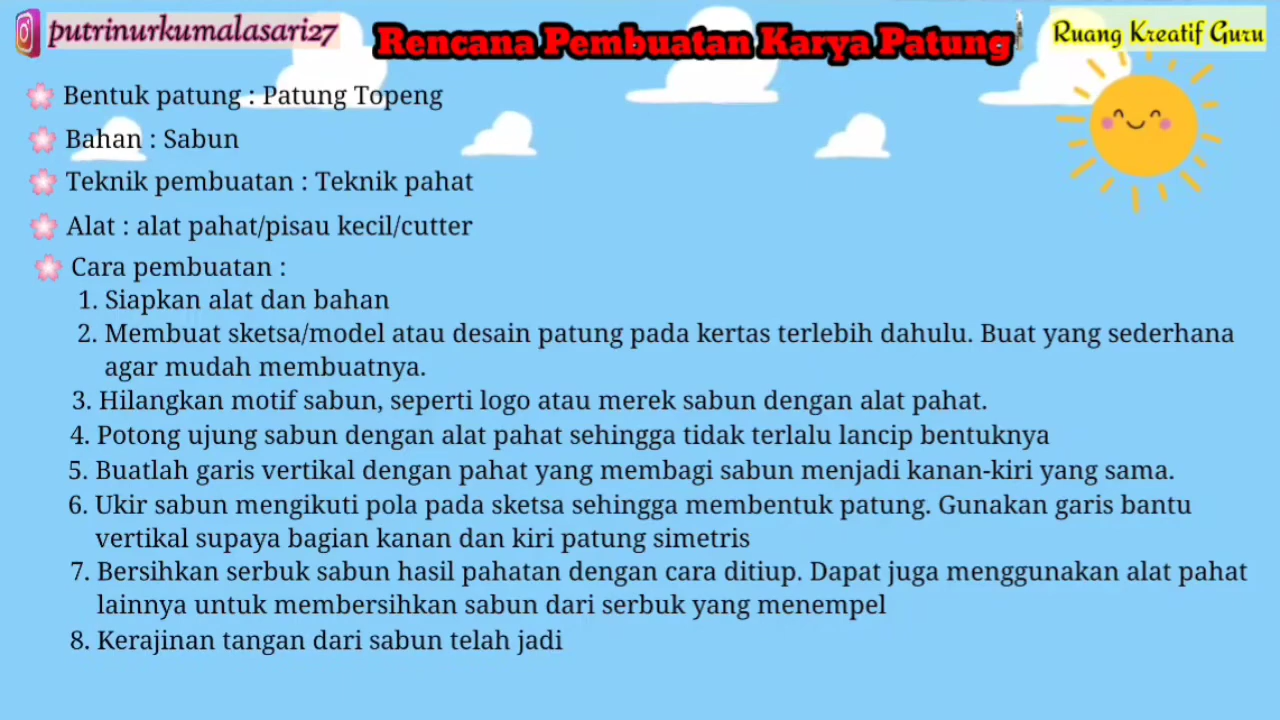 putrinurkumalasari27
Rencana Pembuatan Karya Patung
Ruang Kreatif Guru
Bentuk patung : Patung Topeng
Bahan : Sabun
Teknik pembuatan : Teknik pahat
Alat : alat pahat/pisau kecil/cutter
Cara pembuatan :
1. Siapkan alat dan bahan
2. Membuat sketsa/model atau desain patung pada kertas terlebih dahulu. Buat yang sederhana
agar mudah membuatnya.
3. Hilangkan motif sabun, seperti logo atau merek sabun dengan alat pahat.
4. Potong ujung sabun dengan alat pahat sehingga tidak terlalu lancip bentuknya
5. Buatlah garis vertikal dengan pahat yang membagi sabun menjadi kanan-kiri yang sama.
6. Ukir sabun mengikuti pola pada sketsa sehingga membentuk patung. Gunakan garis bantu
vertikal supaya bagian kanan dan kiri patung simetris
7. Bersihkan serbuk sabun hasil pahatan dengan cara ditiup. Dapat juga menggunakan alat pahat
lainnya untuk membersihkan sabun dari serbuk yang menempel
8. Kerajinan tangan dari sabun telah jadi